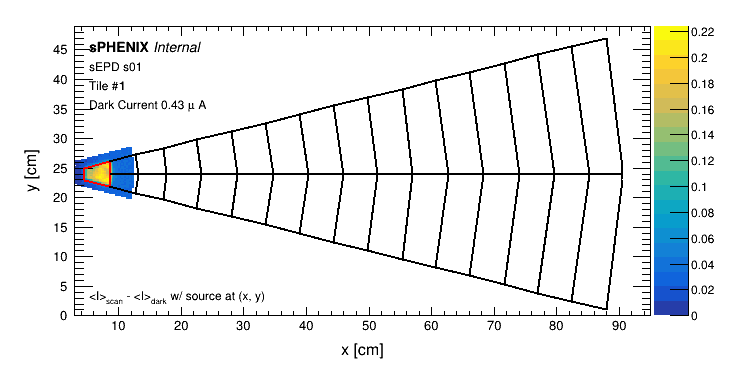 sPHENIX Internal
sEPD s01
Tile #1
Dark Current 0.43 μ A
<I>scan - <I>dark w/ source at (x, y)
y [cm]
45
40
35
30
25
20
15
10
5
0
10 20 30 40 50 60 70 80 90
x [cm]
0.22
0.2
0.18
0.16
0.14
0.12
0.1
0.08
0.06
0.04
0.02
0